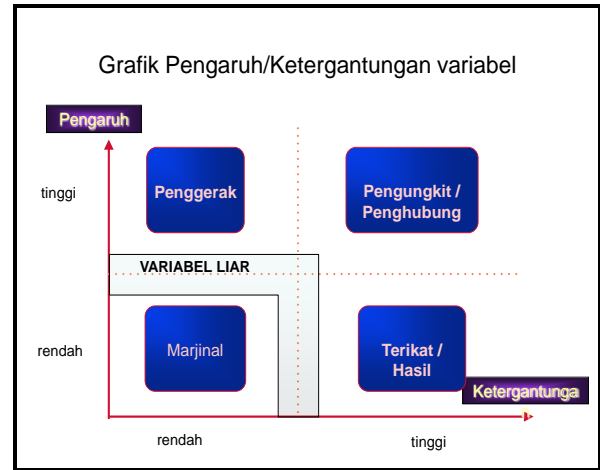 Grafik Pengaruh/Ketergantungan variabel
Pengaruh
tinggi
Penggerak
Pengungkit /
Penghubung
VARIABEL LIAR
rendah
Marjinal
Terikat /
Hasil
Ketergantunga
rendah
tinggi